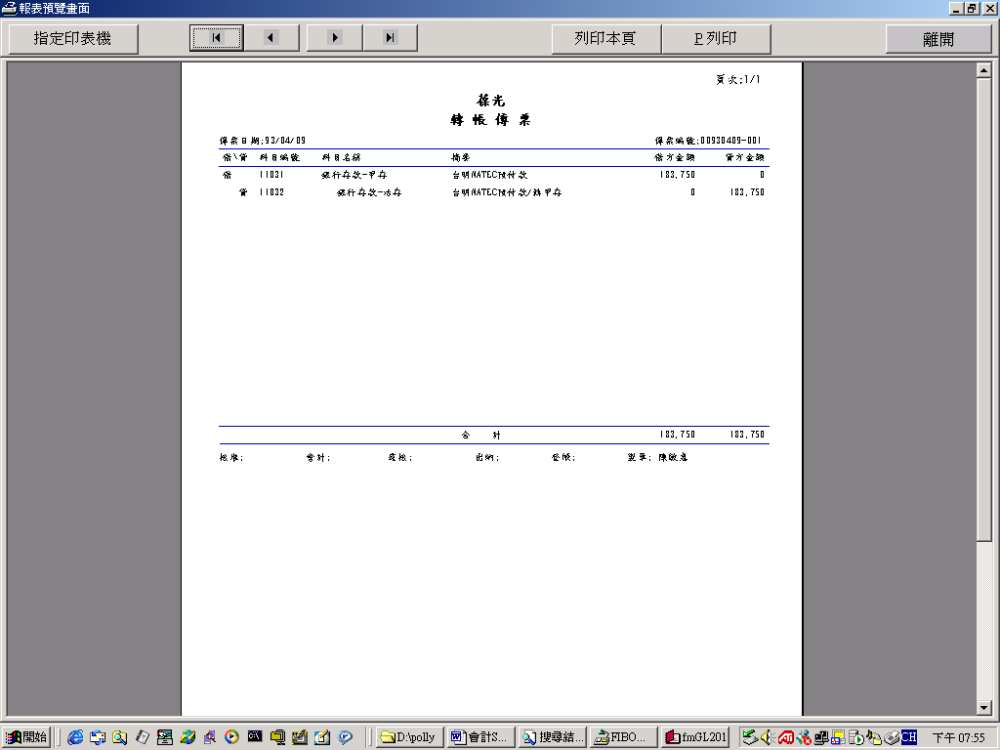 報表預覽畫面
指定印表機 列印本頁 P列印 離開
頁次:1/1
葆光
轉帳傳票
傳票日期:93/04/09 傳票編號:00930409-001
借\貸 科目編號 科目名稱 摘要 借方金額 貸方金額
借 11031 銀行存款-甲存 台明NATEC預付款 183,750 0
貸 11032 銀行存款-活存 台明NATEC預付款/轉甲存 0 183,750
合 計 183,750 183,750
核准: 會計: 覆核: 出納: 登帳: 製單: 陳敏
開始 D:\polly 會計S... 搜尋結... FIBO... fmGL201 CH 下午 07:55